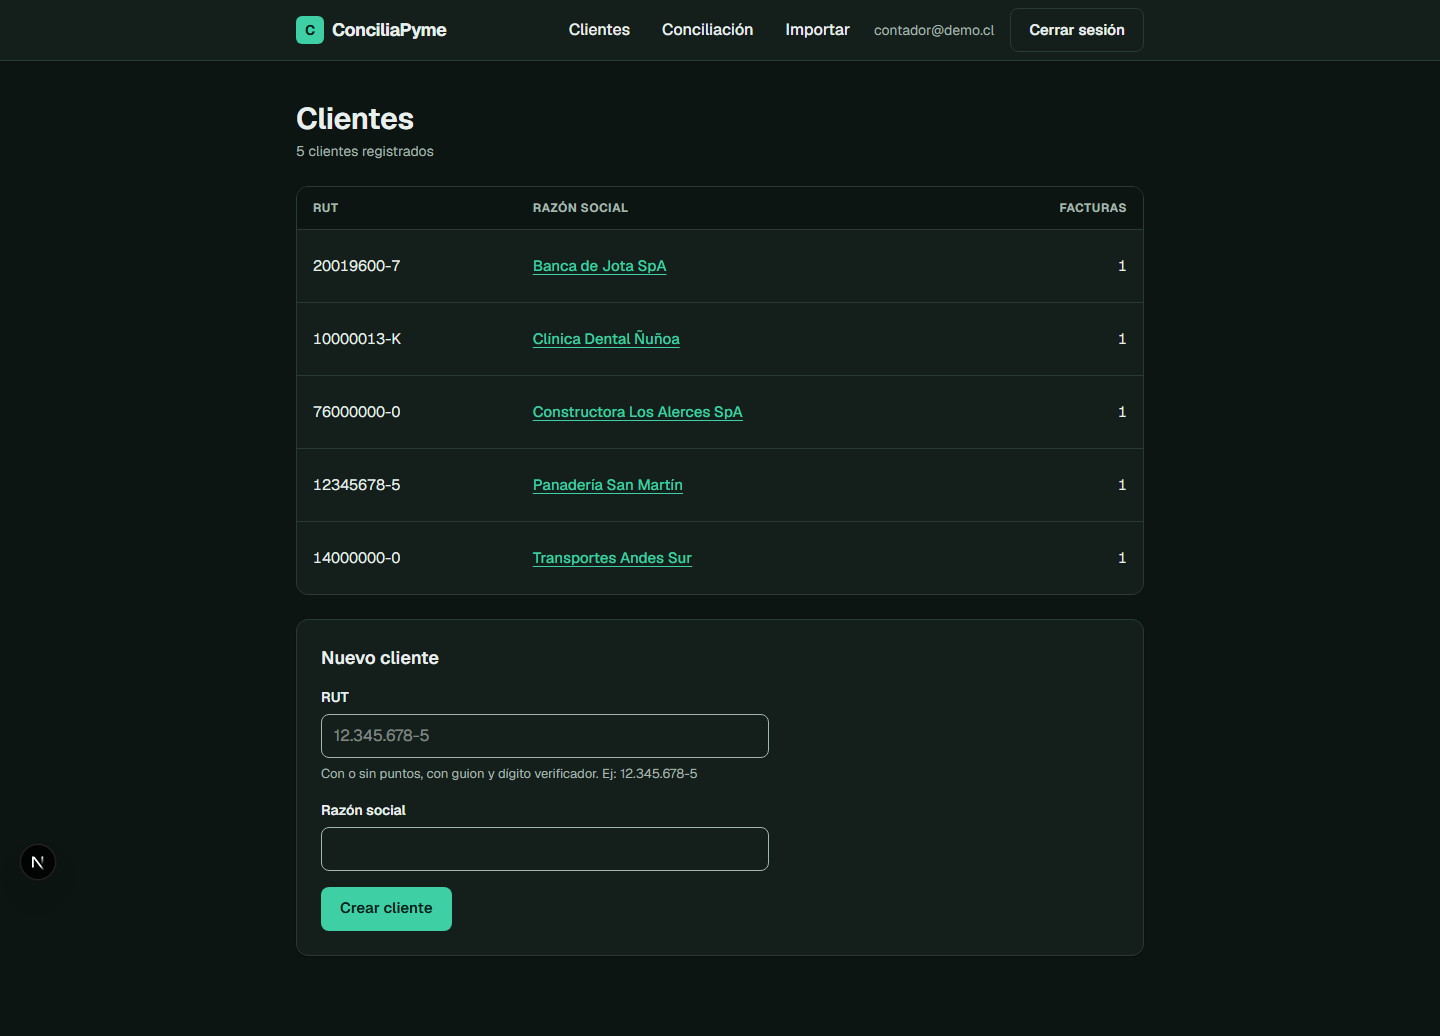 C ConciliaPyme Clientes Conciliación Importar contador@demo.cl Cerrar sesión
Clientes
5 clientes registrados
RUT RAZÓN SOCIAL FACTURAS
20019600-7 Banca de Jota SpA 1
10000013-K Clínica Dental Ñuñoa 1
76000000-0 Constructora Los Alerces SpA 1
12345678-5 Panadería San Martín 1
14000000-0 Transportes Andes Sur 1
Nuevo cliente
RUT
12.345.678-5
Con o sin puntos, con guion y dígito verificador. Ej: 12.345.678-5
Razón social
N
Crear cliente